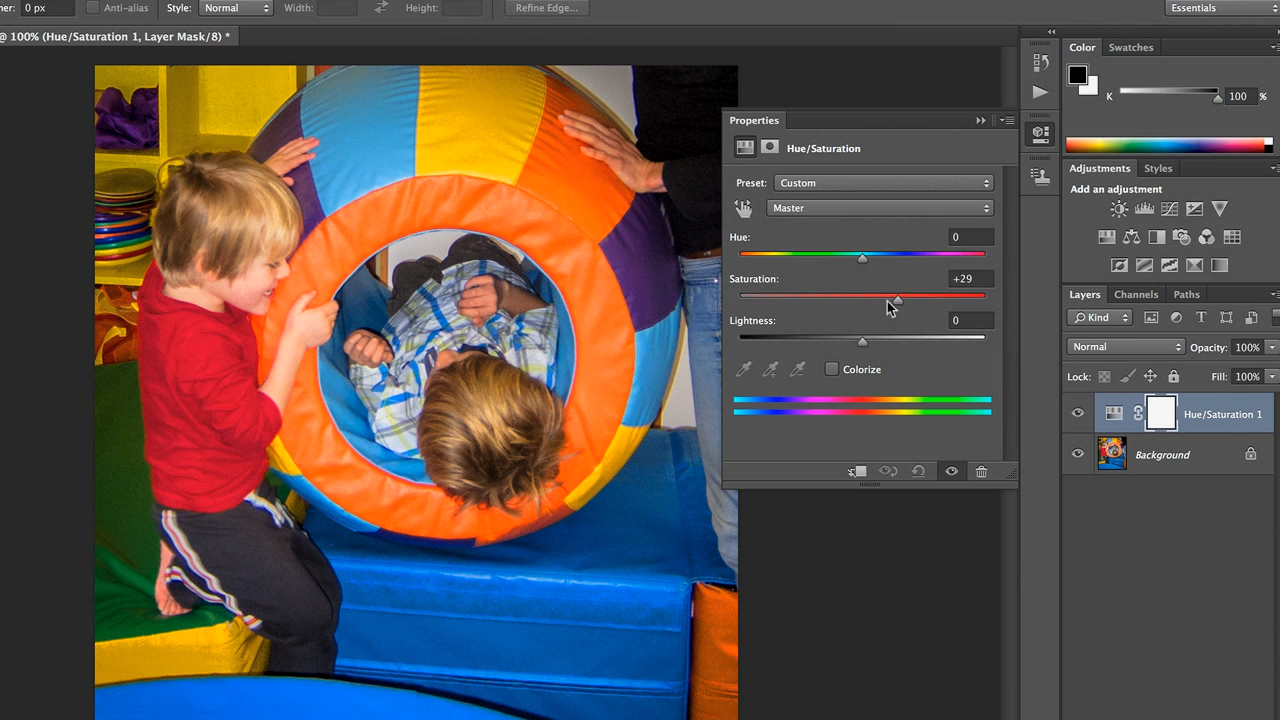 ner: 0 px Anti-alias Style: Normal Width: Height: Refine Edge... Essentials
@ 100% (Hue/Saturation 1, Layer Mask/8) *
Color Swatches
K 100 %
Properties
Hue/Saturation
Preset: Custom
Master
Hue: 0
Saturation: +29
Lightness: 0
Colorize
Adjustments Styles
Add an adjustment
Layers Channels Paths
Kind
Normal Opacity: 100%
Lock: Fill: 100%
Hue/Saturation 1
Background